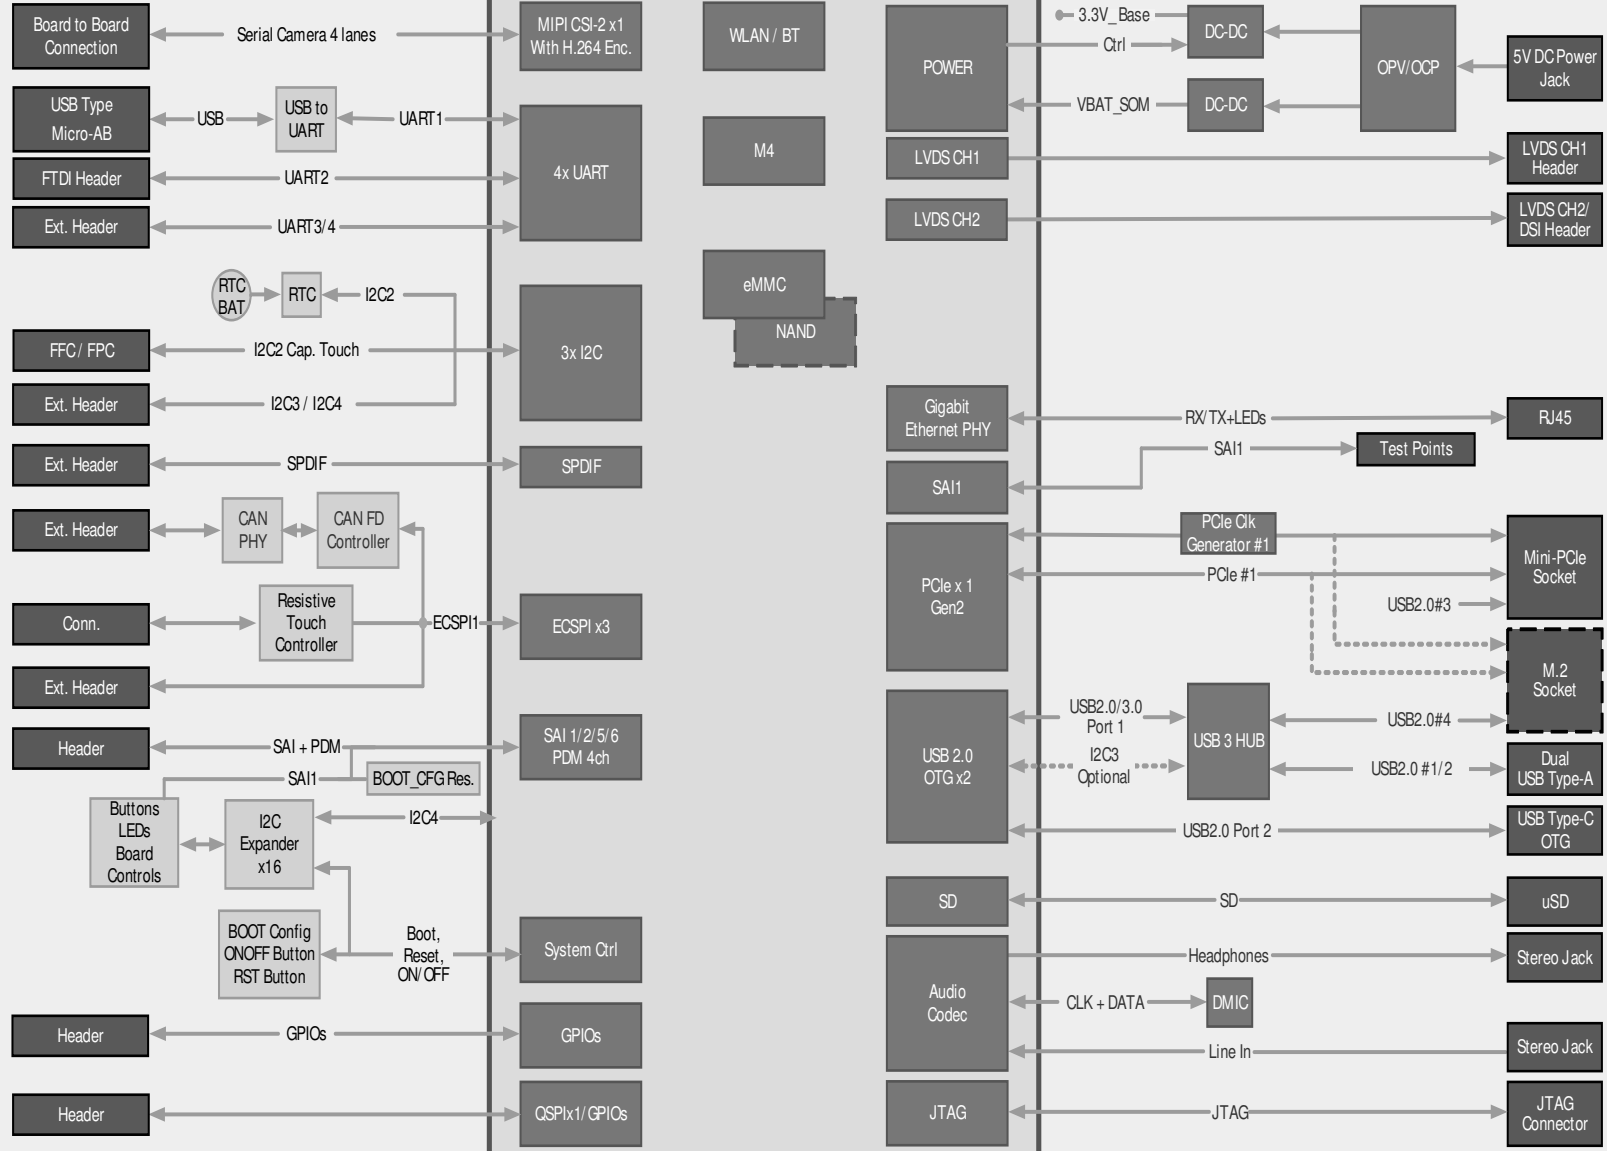 Board to Board
Connection
Serial Camera 4 lanes
MIPI CSI-2 x1
With H.264 Enc.
USB Type
Micro-AB
USB
USB to
UART
UART1
4x UART
FTDI Header
UART2
Ext. Header
UART3/4
RTC
BAT
RTC
I2C2
FFC / FPC
I2C2 Cap. Touch
3x I2C
Ext. Header
I2C3 / I2C4
Ext. Header
SPDIF
SPDIF
Ext. Header
CAN
PHY
CAN FD
Controller
Conn.
Resistive
Touch
Controller
ECSPI1
ECSPI x3
Ext. Header
Header
SAI + PDM
SAI 1/2/5/6
PDM 4ch
SAI1
BOOT_CFG Res.
Buttons
LEDs
Board
Controls
I2C
Expander
x16
I2C4
BOOT Config
ONOFF Button
RST Button
Boot,
Reset,
ON/OFF
System Ctrl
Header
GPIOs
GPIOs
Header
QSPIx1/GPIOs
WLAN / BT
M4
eMMC
NAND
POWER
3.3V_Base
Ctrl
DC-DC
VBAT_SOM
DC-DC
OPV/OCP
5V DC Power
Jack
LVDS CH1
LVDS CH1
Header
LVDS CH2
LVDS CH2/
DSI Header
Gigabit
Ethernet PHY
RX/TX+LEDs
RJ45
SAI1
SAI1
Test Points
PCIe x 1
Gen2
PCIe Clk
Generator #1
PCIe #1
Mini-PCIe
Socket
USB2.0#3
M.2
Socket
USB 2.0
OTG x2
USB2.0/3.0
Port 1
I2C3
Optional
USB 3 HUB
USB2.0#4
USB2.0 #1/2
Dual
USB Type-A
USB2.0 Port 2
USB Type-C
OTG
SD
SD
uSD
Audio
Codec
Headphones
Stereo Jack
CLK + DATA
DMIC
Line In
Stereo Jack
JTAG
JTAG
JTAG
Connector